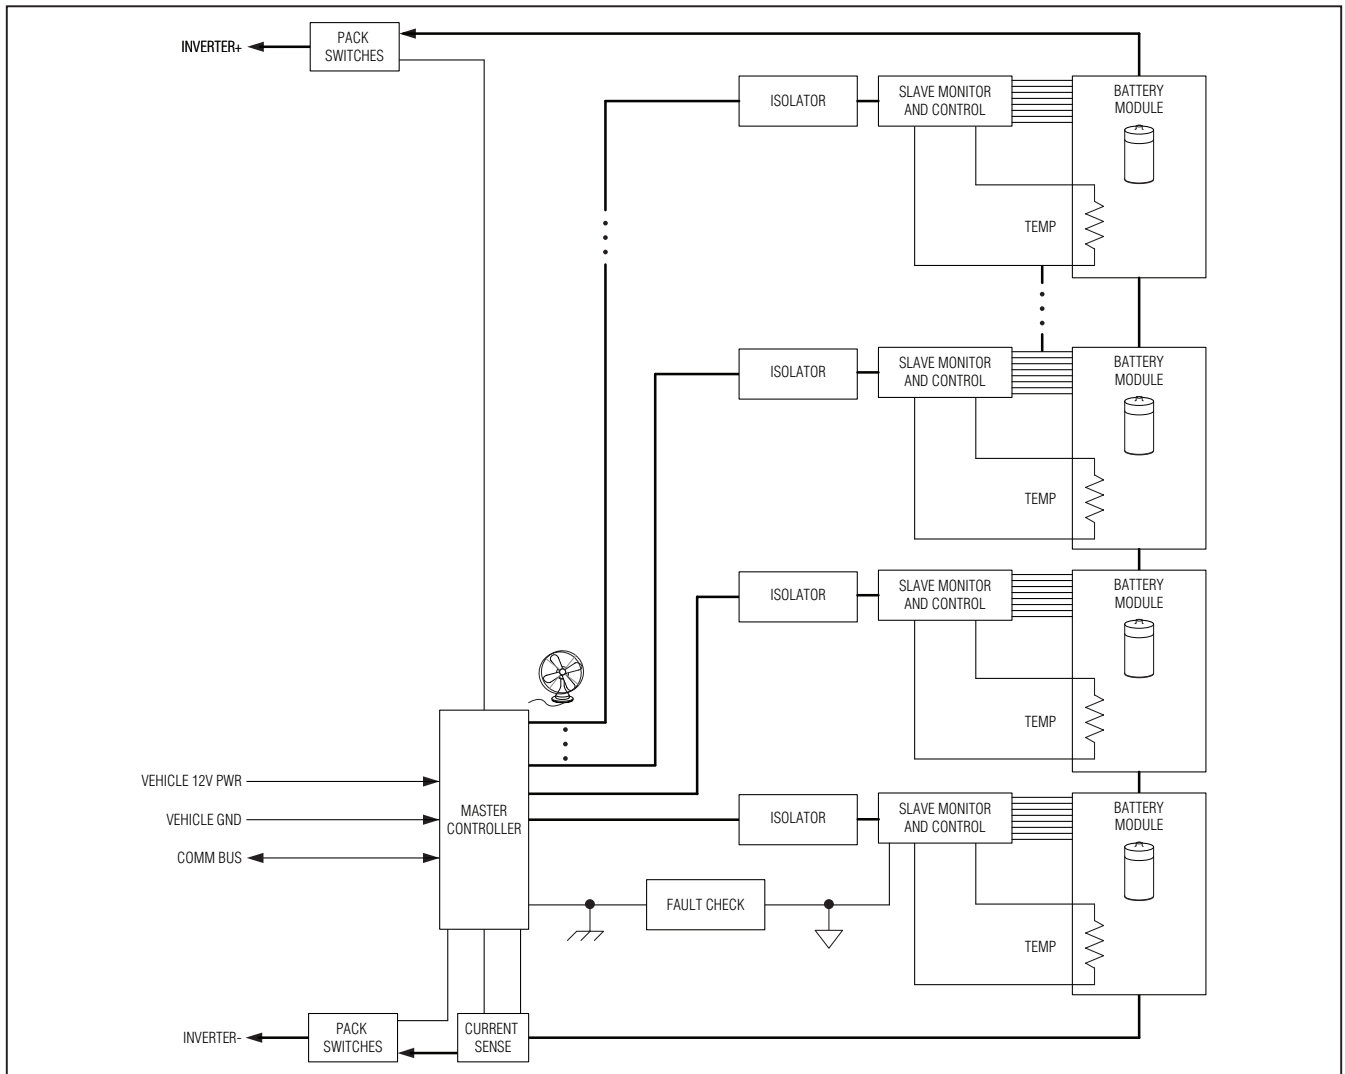 INVERTER+
PACK
SWITCHES
ISOLATOR
SLAVE MONITOR
AND CONTROL
BATTERY
MODULE
TEMP
ISOLATOR
SLAVE MONITOR
AND CONTROL
BATTERY
MODULE
TEMP
ISOLATOR
SLAVE MONITOR
AND CONTROL
BATTERY
MODULE
TEMP
VEHICLE 12V PWR
VEHICLE GND
COMM BUS
MASTER
CONTROLLER
ISOLATOR
SLAVE MONITOR
AND CONTROL
BATTERY
MODULE
FAULT CHECK
TEMP
INVERTER-
PACK
SWITCHES
CURRENT
SENSE